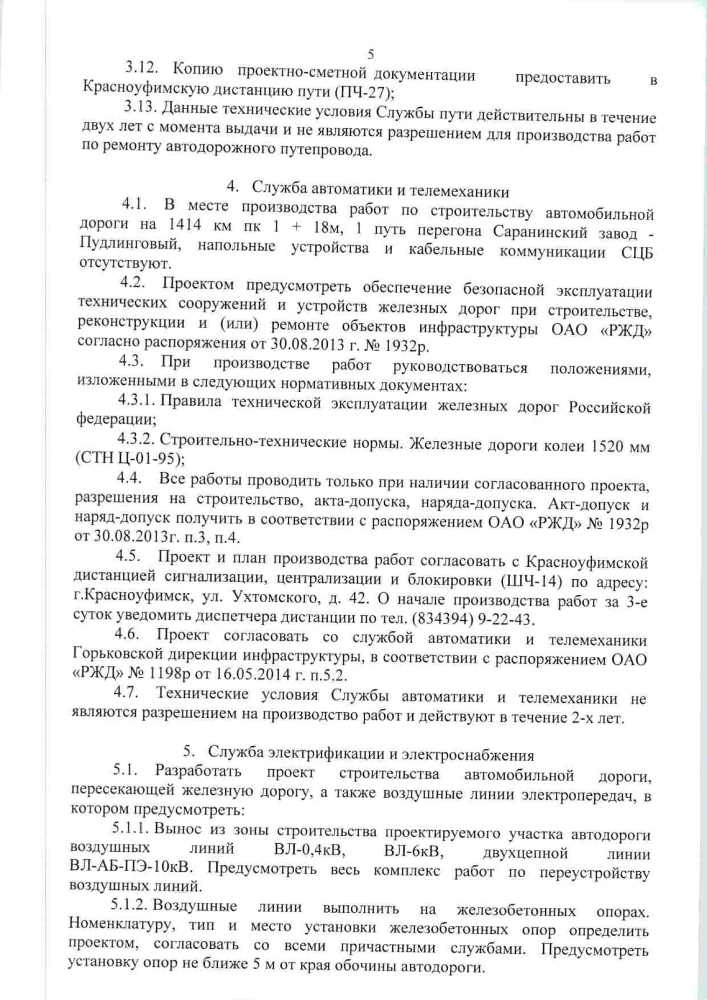 5
3.12. Копию проектно-сметной документации предоставить в
Красноуфимскую дистанцию пути (ПЧ-27);
3.13. Данные технические условия Службы пути действительны в течение
двух лет с момента выдачи и не являются разрешением для производства работ
по ремонту автодорожного путепровода.
4. Служба автоматики и телемеханики
4.1. В месте производства работ по строительству автомобильной
дороги на 1414 км пк 1 + 18м, 1 путь перегона Саранинский завод -
Пудлинговый, напольные устройства и кабельные коммуникации СЦБ
отсутствуют.
4.2. Проектом предусмотреть обеспечение безопасной эксплуатации
технических сооружений и устройств железных дорог при строительстве,
реконструкции и (или) ремонте объектов инфраструктуры ОАО «РЖД»
согласно распоряжения от 30.08.2013 г. № 1932р.
4.3. При производстве работ руководствоваться положениями,
изложенными в следующих нормативных документах:
4.3.1. Правила технической эксплуатации железных дорог Российской
федерации;
4.3.2. Строительно-технические нормы. Железные дороги колеи 1520 мм
(СТН Ц-01-95);
4.4. Все работы проводить только при наличии согласованного проекта,
разрешения на строительство, акта-допуска, наряда-допуска. Акт-допуск и
наряд-допуск получить в соответствии с распоряжением ОАО «РЖД» № 1932р
от 30.08.2013г. п.3, п.4.
4.5. Проект и план производства работ согласовать с Красноуфимской
дистанцией сигнализации, централизации и блокировки (ШЧ-14) по адресу:
г.Красноуфимск, ул. Ухтомского, д. 42. О начале производства работ за 3-е
суток уведомить диспетчера дистанции по тел. (834394) 9-22-43.
4.6. Проект согласовать со службой автоматики и телемеханики
Горьковской дирекции инфраструктуры, в соответствии с распоряжением ОАО
«РЖД» № 1198р от 16.05.2014 г. п.5.2.
4.7. Технические условия Службы автоматики и телемеханики не
являются разрешением на производство работ и действуют в течение 2-х лет.
5. Служба электрификации и электроснабжения
5.1. Разработать проект строительства автомобильной дороги,
пересекающей железную дорогу, а также воздушные линии электропередач, в
котором предусмотреть:
5.1.1. Вынос из зоны строительства проектируемого участка автодороги
воздушных линий ВЛ-0,4кВ, ВЛ-6кВ, двухцепной линии
ВЛ-АБ-ПЭ-10кВ. Предусмотреть весь комплекс работ по переустройству
воздушных линий.
5.1.2. Воздушные линии выполнить на железобетонных опорах.
Номенклатуру, тип и место установки железобетонных опор определить
проектом, согласовать со всеми причастными службами. Предусмотреть
установку опор не ближе 5 м от края обочины автодороги.